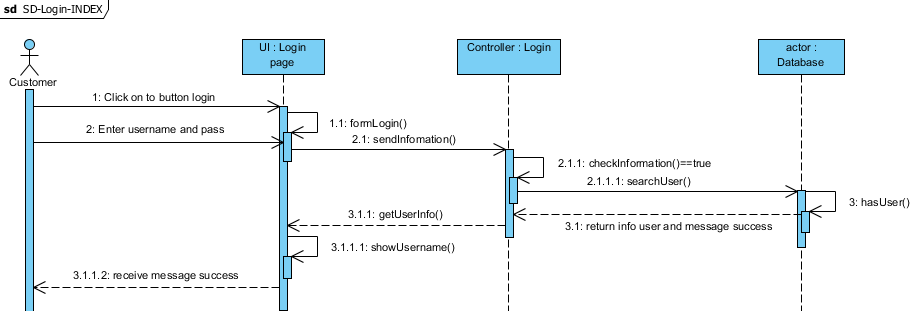 sd SD-Login-INDEX
Customer
UI : Login
page
Controller : Login
actor :
Database
1: Click on to button login
1.1: formLogin()
2: Enter username and pass
2.1: sendInfomation()
2.1.1: checkInformation()==true
2.1.1.1: searchUser()
3: hasUser()
3.1: return info user and message success
3.1.1: getUserInfo()
3.1.1.1: showUsername()
3.1.1.2: receive message success